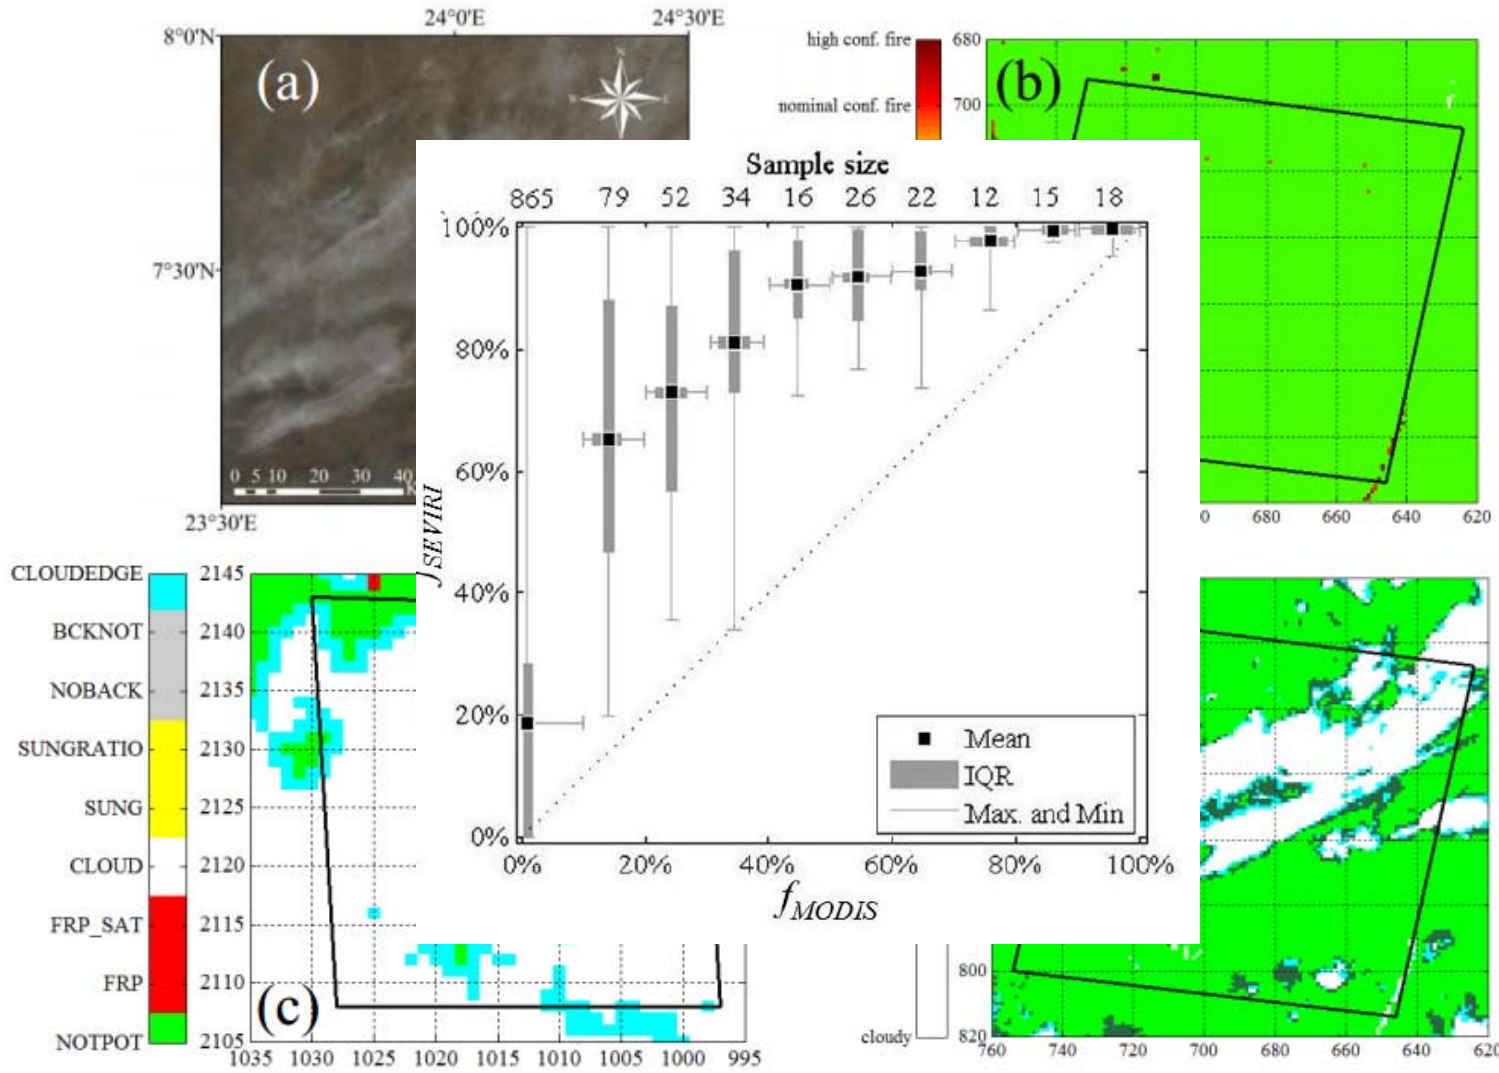 24°0'E 24°30'E
8°0'N
7°30'N
23°30'E
(a)
N
W E
0 5 10 20 30 40
high conf. fire
nominal conf. fire
680
700
(b)
680 660 640 620
Sample size
865 79 52 34 16 26 22 12 15 18
100%
80%
60%
40%
20%
0%
fSEVIRI
0% 20% 40% 60% 80% 100%
fMODIS
Mean
IQR
Max. and Min
CLOUDEDGE
BCKNOT
NOBACK
SUNGRATIO
SUNG
CLOUD
FRP_SAT
FRP
NOTPOT
2145
2140
2135
2130
2125
2120
2115
2110
2105
(c)
1035 1030 1025 1020 1015 1010 1005 1000 995
cloudy
800
820
760 740 720 700 680 660 640 620